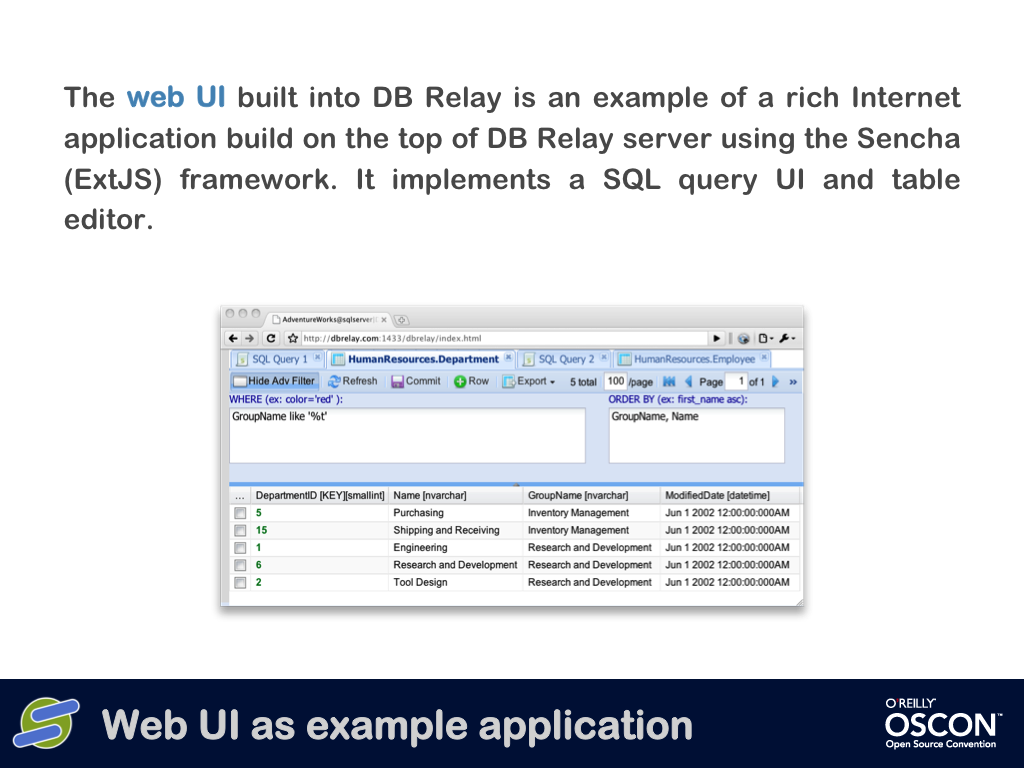 The web UI built into DB Relay is an example of a rich Internet
application build on the top of DB Relay server using the Sencha
(ExtJS) framework. It implements a SQL query UI and table
editor.
AdventureWorks@sqlserver
http://dbrelay.com:1433/dbrelay/index.html
SQL Query 1 HumanResources.Department SQL Query 2 HumanResources.Employee
Hide Adv Filter Refresh Commit Row Export 5 total 100 /page Page 1 of 1 »
WHERE (ex: color='red' ): ORDER BY (ex: first_name asc):
GroupName like '%t' GroupName, Name
... DepartmentID [KEY][smallint] Name [nvarchar] GroupName [nvarchar] ModifiedDate [datetime]
5 Purchasing Inventory Management Jun 1 2002 12:00:00:000AM
15 Shipping and Receiving Inventory Management Jun 1 2002 12:00:00:000AM
1 Engineering Research and Development Jun 1 2002 12:00:00:000AM
6 Research and Development Research and Development Jun 1 2002 12:00:00:000AM
2 Tool Design Research and Development Jun 1 2002 12:00:00:000AM
Web UI as example application
O'REILLY
OSCON™
Open Source Convention